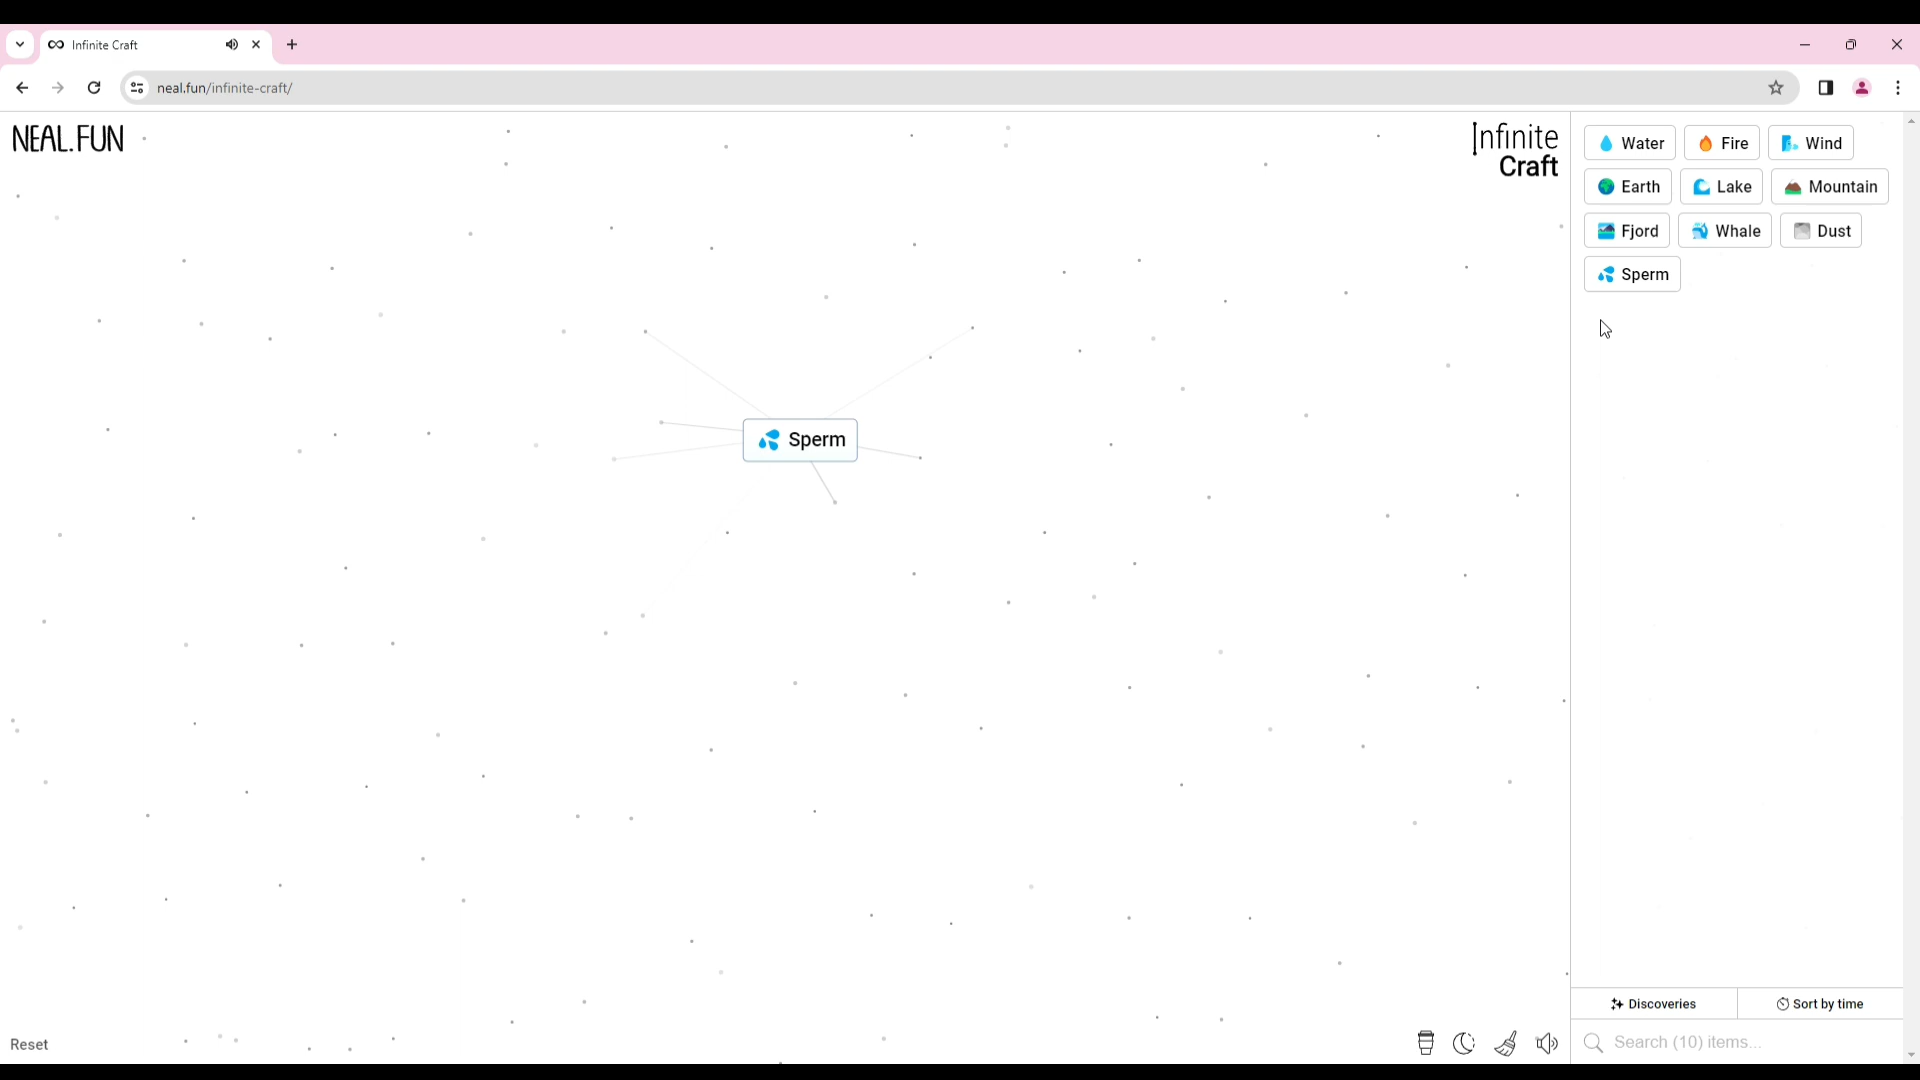 Infinite Craft
neal.fun/infinite-craft/
NEAL.FUN
Infinite
Craft
Water
Fire
Wind
Earth
Lake
Mountain
Fjord
Whale
Dust
Sperm
Sperm
Discoveries
Sort by time
Reset
Search (10) items...